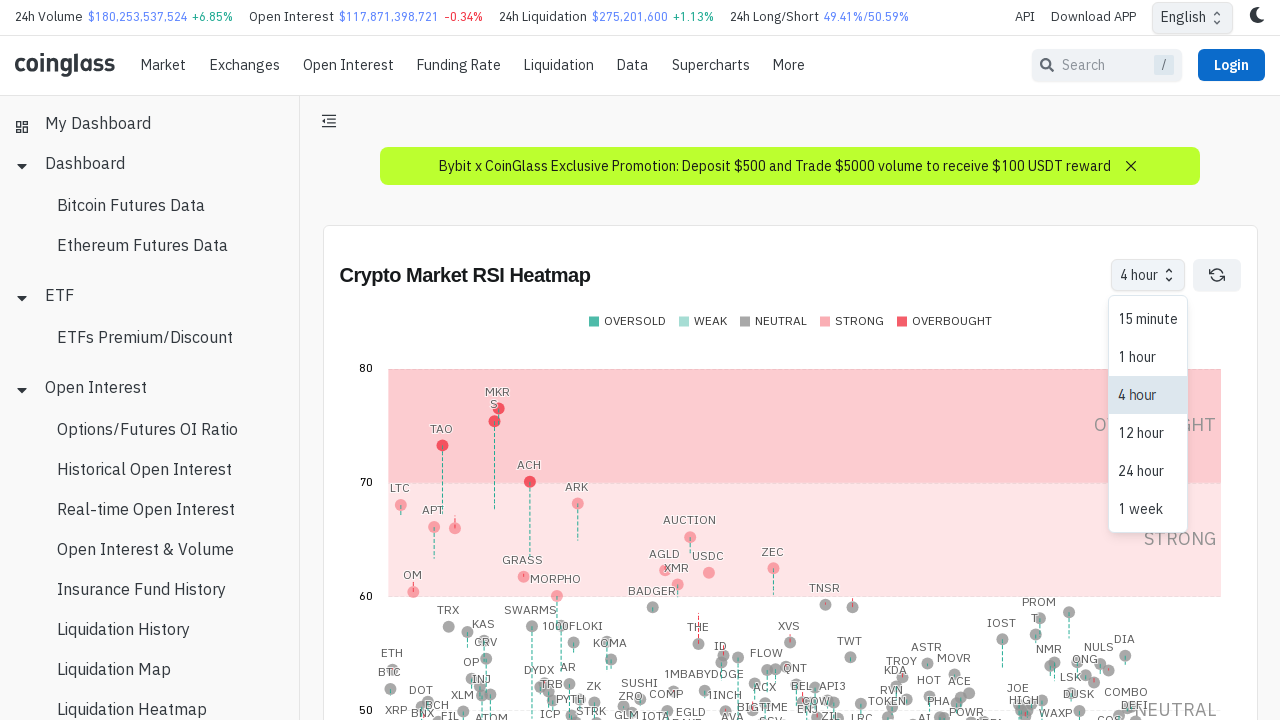 24h Volume $180,253,537,524 +6.85% Open Interest $117,871,398,721 -0.34% 24h Liquidation $275,201,600 +1.13% 24h Long/Short 49.41%/50.59% API Download APP English
coinglass Market Exchanges Open Interest Funding Rate Liquidation Data Supercharts More Search / Login
My Dashboard
Dashboard
Bitcoin Futures Data
Ethereum Futures Data
ETF
ETFs Premium/Discount
Open Interest
Options/Futures OI Ratio
Historical Open Interest
Real-time Open Interest
Open Interest & Volume
Insurance Fund History
Liquidation History
Liquidation Map
Liquidation Heatmap
Bybit x CoinGlass Exclusive Promotion: Deposit $500 and Trade $5000 volume to receive $100 USDT reward
Crypto Market RSI Heatmap
4 hour
15 minute
1 hour
4 hour
12 hour
24 hour
1 week
OVERSOLD WEAK NEUTRAL STRONG OVERBOUGHT
80
MKR
S
TAO
ACH
70
LTC
ARK
APT
AUCTION
STRONG
GRASS
AGLD
USDC
ZEC
XMR
OM
MORPHO
BADGER
TNSR
60
TRX
SWARMS
PROM
KAS
1000FLOKI
THE
XVS
IOST
T
CRV
KOMA
ID
TWT
NMR
NULS
DIA
ETH
OP
AR
FLOW
ASTR
TROY
MOVR
ONG
BTC
DYDX
1MBABYDOGE
QNT
KDA
HOT
ACE
LSK
DOT
XLM
TRB
ZK
SUSHI
COMP
1INCH
ACX
BEL
API3
RVN
JOE
DUSK
COMBO
BCH
PYTH
ZRO
BIGTIME
COW
TOKEN
PHA
HIGH
DEFI
XRP
BNX
FIL
ATOM
ICP
STRK
GLM
IOTA
EGLD
AVA
ENJ
ZIL
LRC
AI
POWR
WAXP
50
NEUTRAL